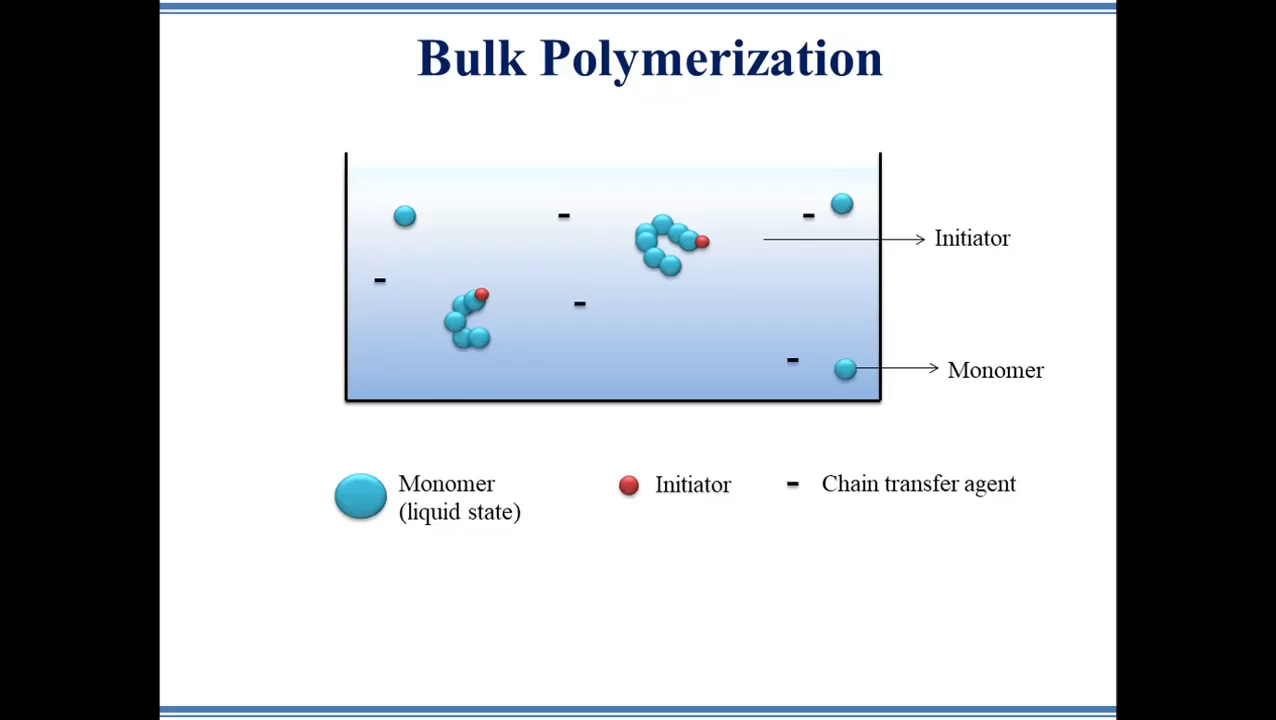 Bulk Polymerization
Initiator
Monomer
Monomer
(liquid state)
Initiator
Chain transfer agent